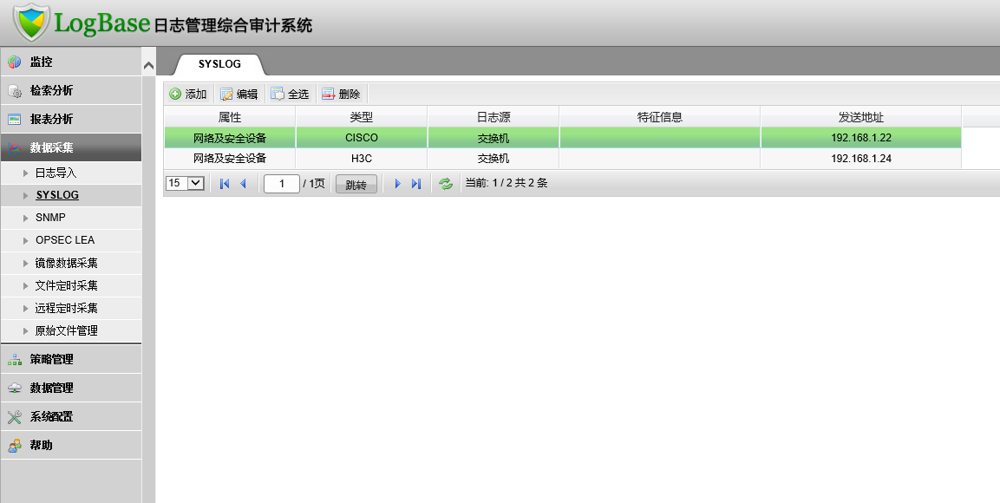 LogBase 日志管理综合审计系统
监控
检索分析
报表分析
数据采集
日志导入
SYSLOG
SNMP
OPSEC LEA
镜像数据采集
文件定时采集
远程定时采集
原始文件管理
策略管理
数据管理
系统配置
帮助
SYSLOG
添加 编辑 全选 删除
属性 类型 日志源 特征信息 发送地址
网络及安全设备 CISCO 交换机 192.168.1.22
网络及安全设备 H3C 交换机 192.168.1.24
15 1 / 1页 跳转 当前: 1 / 2 共 2 条